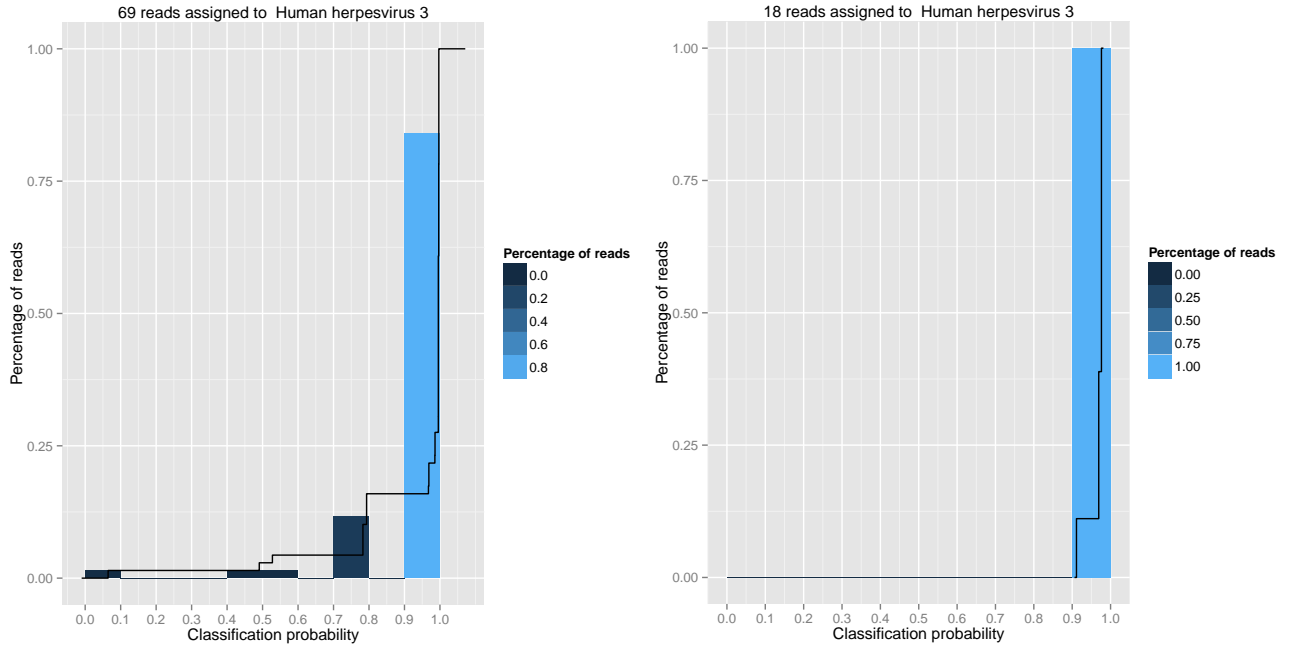 69 reads assigned to  Human herpesvirus 3
1.00
0.75
0.50
0.25
0.00
Percentage of reads
0.0 0.1 0.2 0.3 0.4 0.5 0.6 0.7 0.8 0.9 1.0
Classification probability
Percentage of reads
0.0
0.2
0.4
0.6
0.8
18 reads assigned to  Human herpesvirus 3
1.00
0.75
0.50
0.25
0.00
Percentage of reads
0.0 0.1 0.2 0.3 0.4 0.5 0.6 0.7 0.8 0.9 1.0
Classification probability
Percentage of reads
0.00
0.25
0.50
0.75
1.00